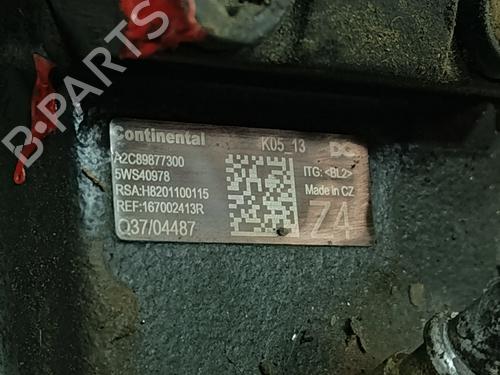 Continental K05_13 DC
A2C89877300
5WS40978 ITG: <BL2>
RSA:H8201100115 Made in CZ
REF:167002413R
Q37/04487 Z4
B-PARTS